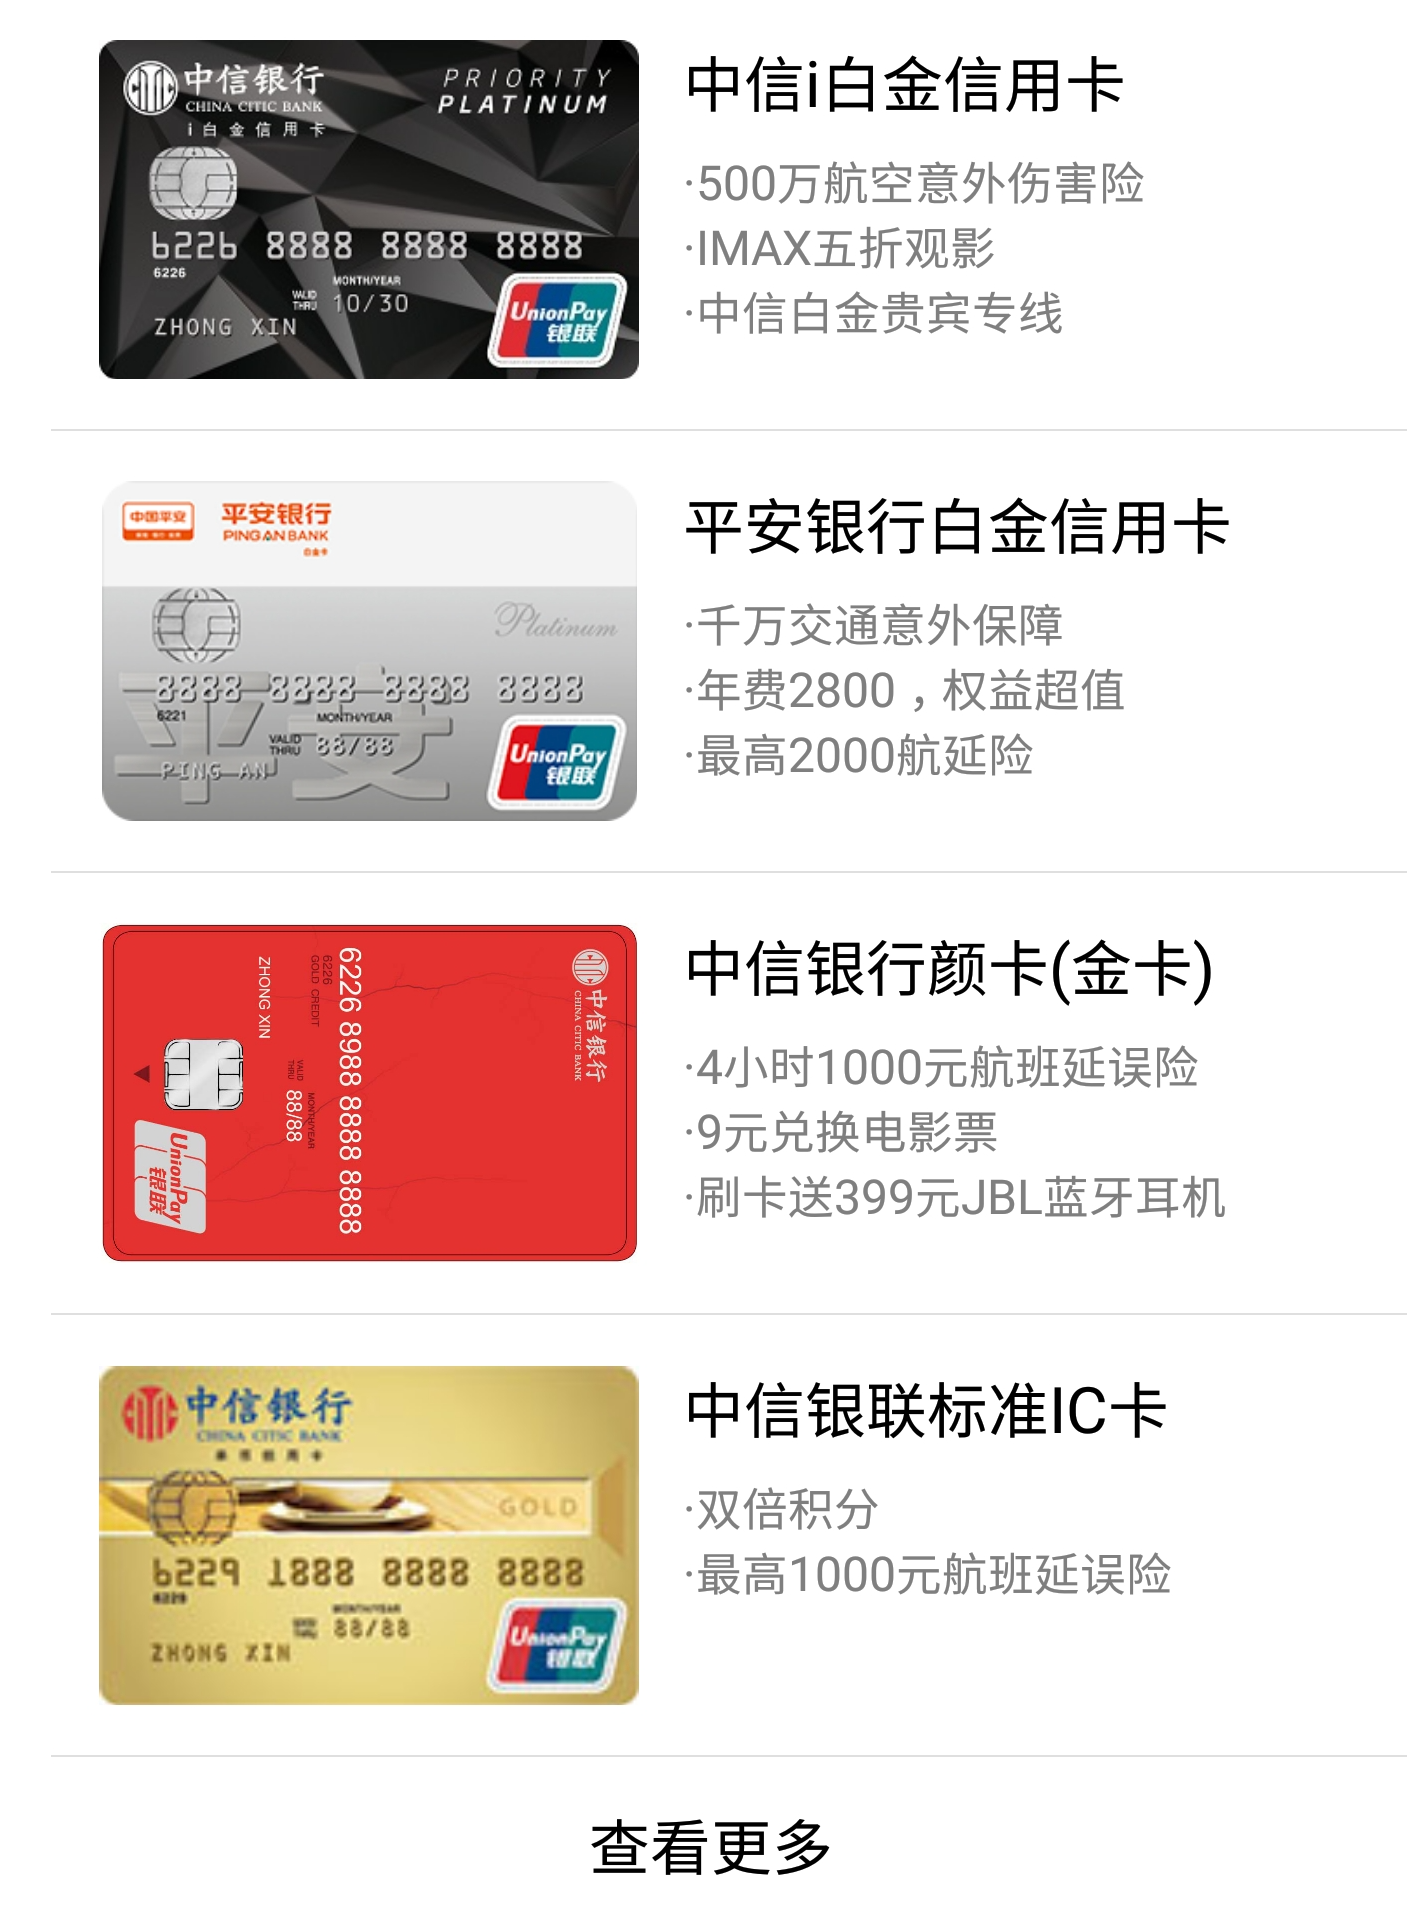 中信银行
CHINA CITIC BANK
i白金信用卡
PRIORITY
PLATINUM
6226 8888 8888 8888
6226
MONTH/YEAR
VALID
THRU
10/30
ZHONG XIN
UnionPay
银联
中信i白金信用卡
·500万航空意外伤害险
·IMAX五折观影
·中信白金贵宾专线
中国平安
平安银行
PINGAN BANK
白金卡
Platinum
平安
8888 8888 8888 8888
6221
MONTH/YEAR
VALID
THRU
88/88
PING AN
UnionPay
银联
平安银行白金信用卡
·千万交通意外保障
·年费2800，权益超值
·最高2000航延险
中信银行
CHINA CITIC BANK
6226 8988 8888 8888
6226
GOLD CREDIT
MONTH/YEAR
VALID
THRU
88/88
ZHONG XIN
UnionPay
银联
中信银行颜卡(金卡)
·4小时1000元航班延误险
·9元兑换电影票
·刷卡送399元JBL蓝牙耳机
中信银行
CHINA CITIC BANK
GOLD
6229 1888 8888 8888
6229
MONTH/YEAR
88/88
ZHONG XIN
UnionPay
银联
中信银联标准IC卡
·双倍积分
·最高1000元航班延误险
查看更多